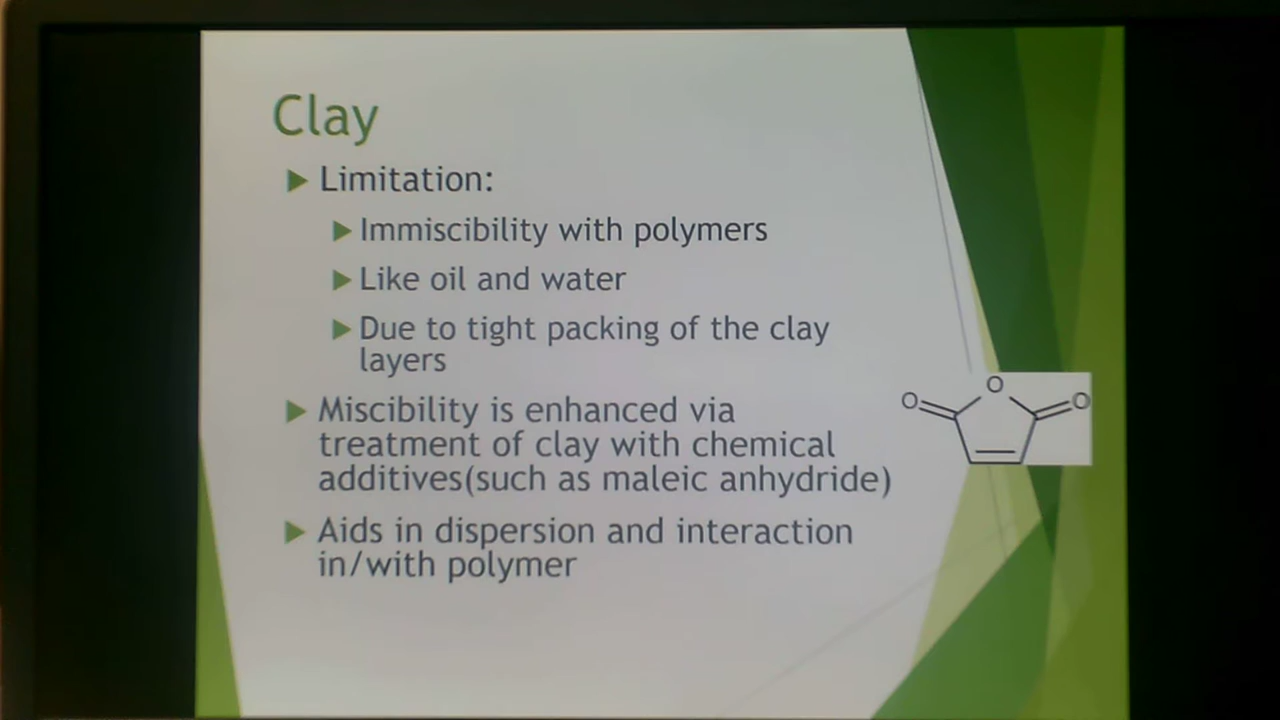 Clay
Limitation:
Immiscibility with polymers
Like oil and water
Due to tight packing of the clay
layers
Miscibility is enhanced via
treatment of clay with chemical
additives(such as maleic anhydride)
Aids in dispersion and interaction
in/with polymer
O
O
O